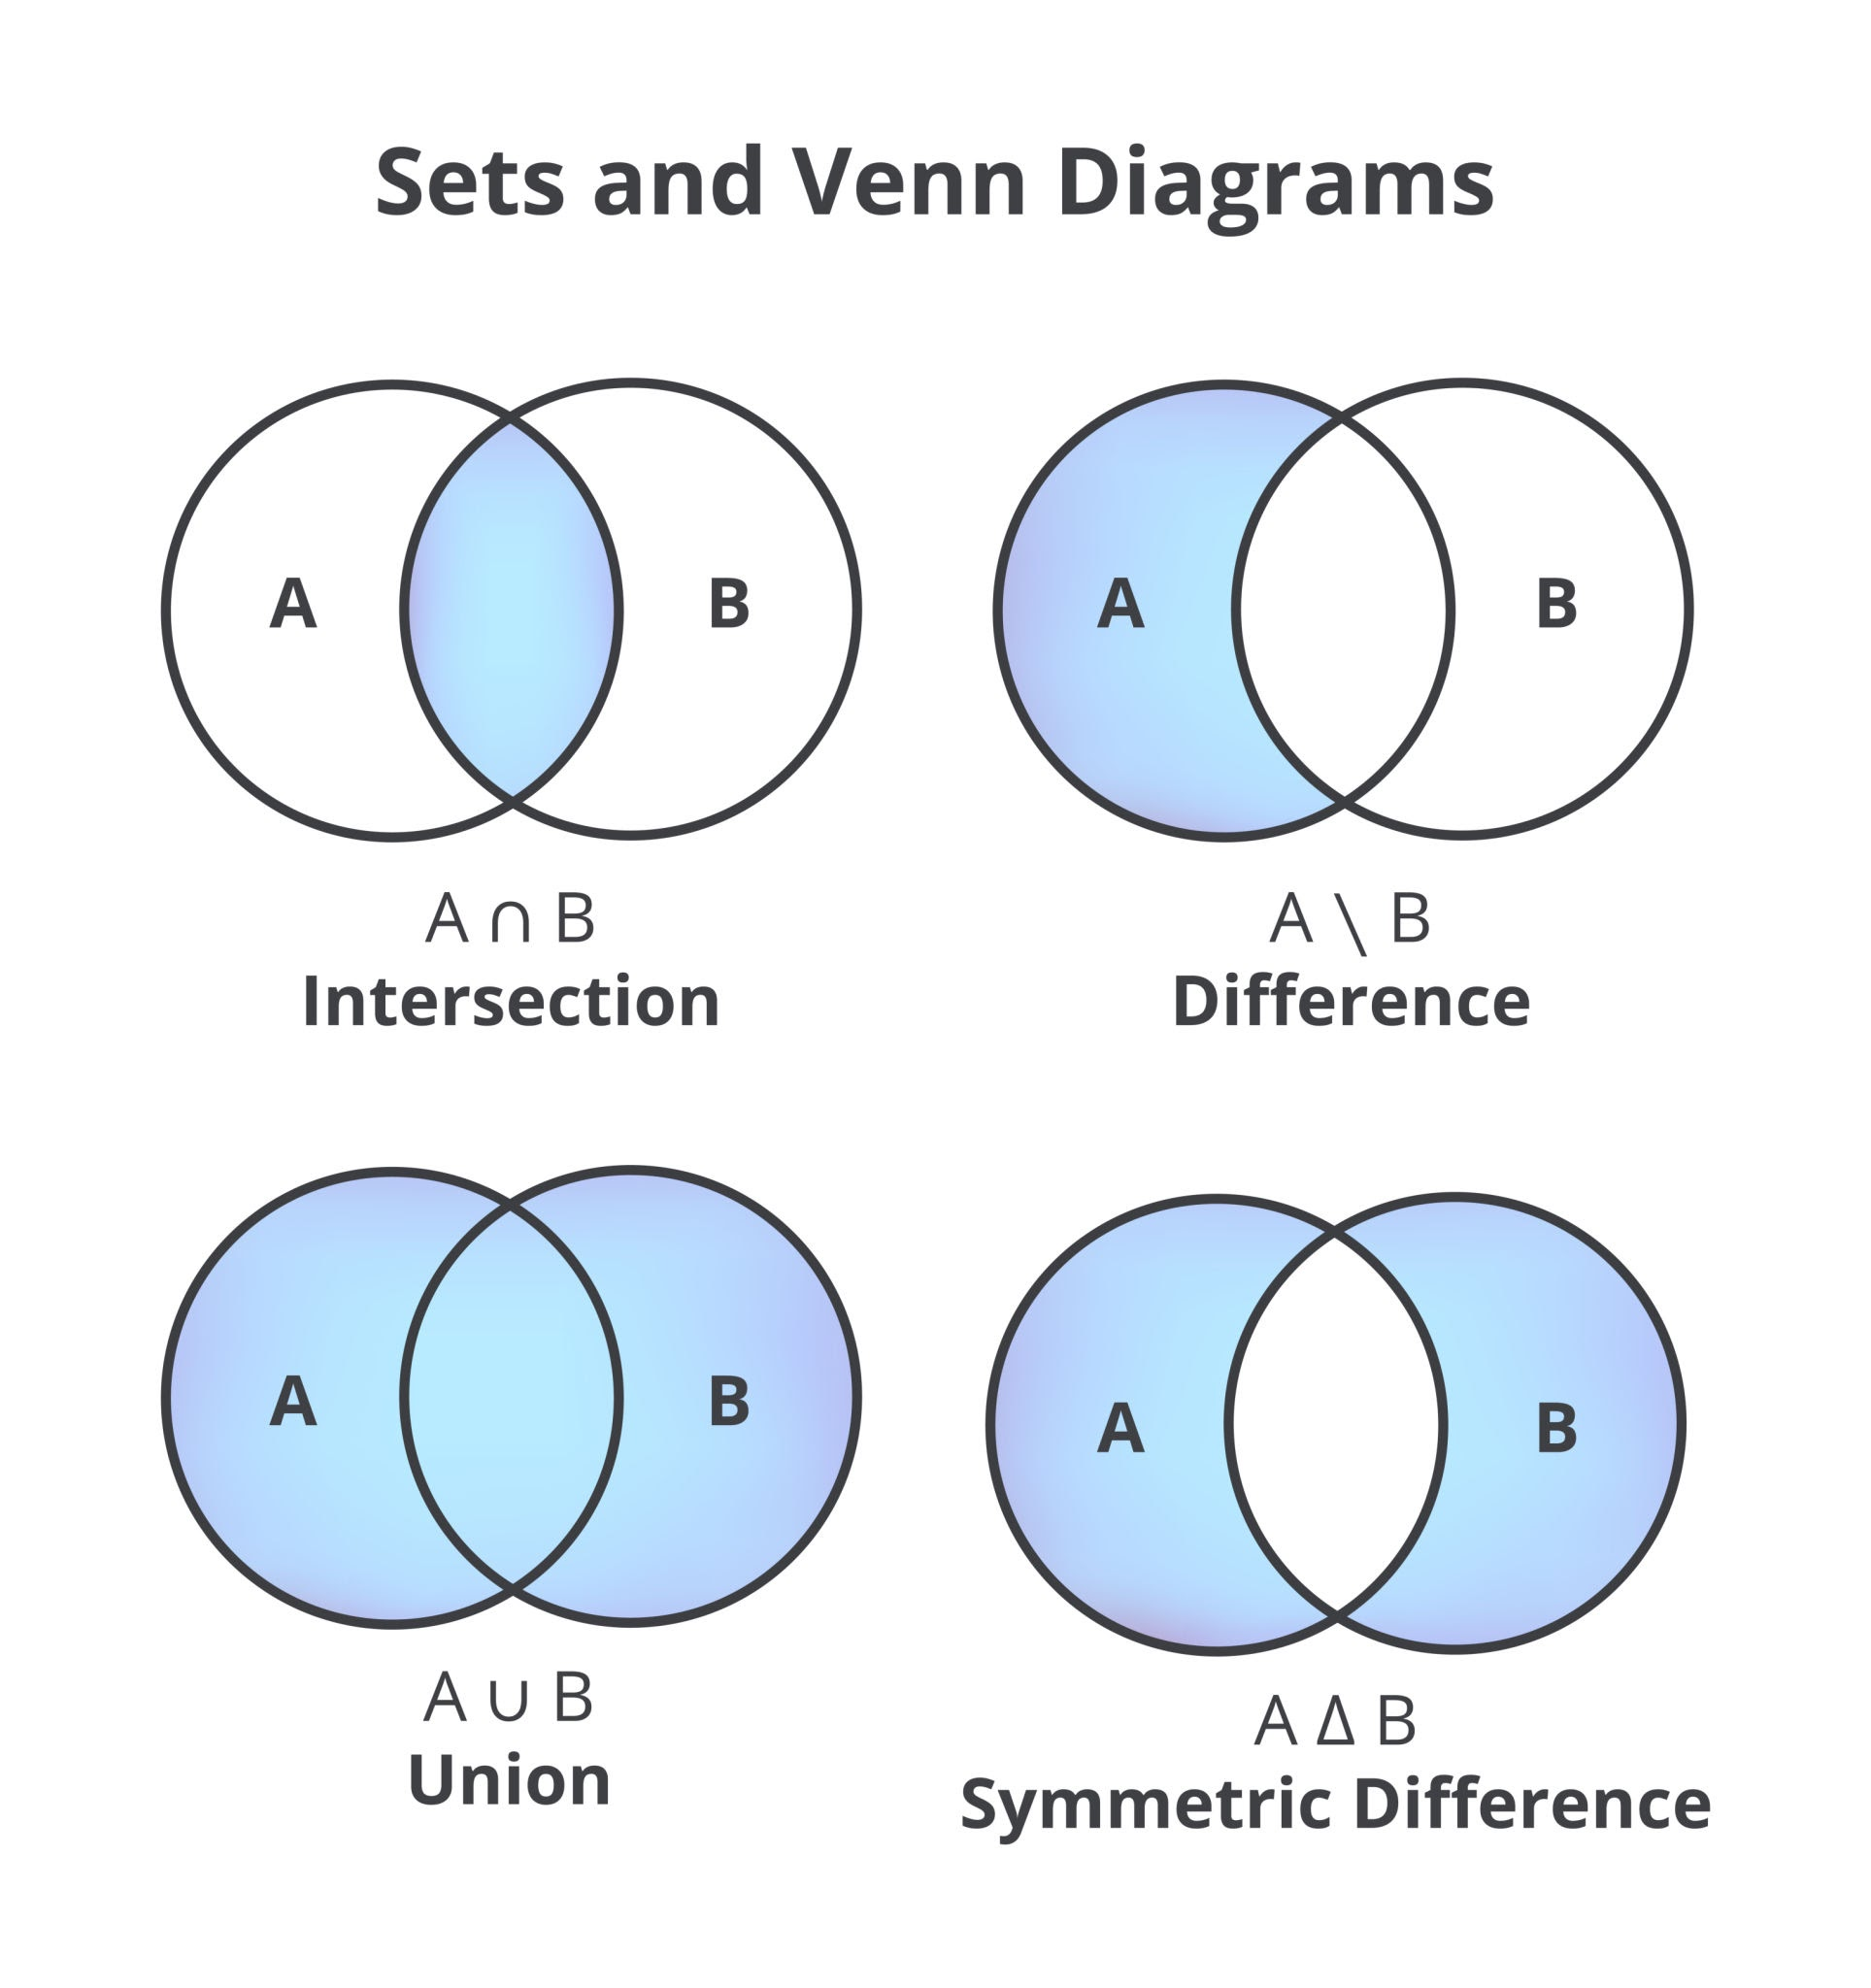 Sets and Venn Diagrams
A
B
A ∩ B
Intersection
A
B
A \ B
Difference
A
B
A ∪ B
Union
A
B
A Δ B
Symmetric Difference